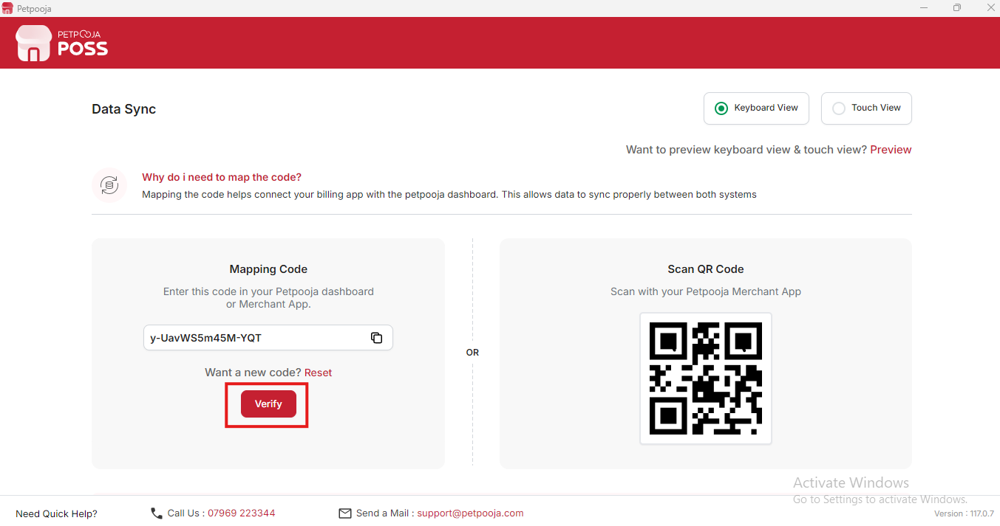 Petpooja
PETPOOJA
POSS
Data Sync
Keyboard View
Touch View
Want to preview keyboard view & touch view? Preview
Why do i need to map the code?
Mapping the code helps connect your billing app with the petpooja dashboard. This allows data to sync properly between both systems
Mapping Code
Enter this code in your Petpooja dashboard
or Merchant App.
y-UavWS5m45M-YQT
Want a new code? Reset
Verify
OR
Scan QR Code
Scan with your Petpooja Merchant App
Activate Windows
Go to Settings to activate Windows.
Need Quick Help?
Call Us : 07969 223344
Send a Mail : support@petpooja.com
Version : 117.0.7